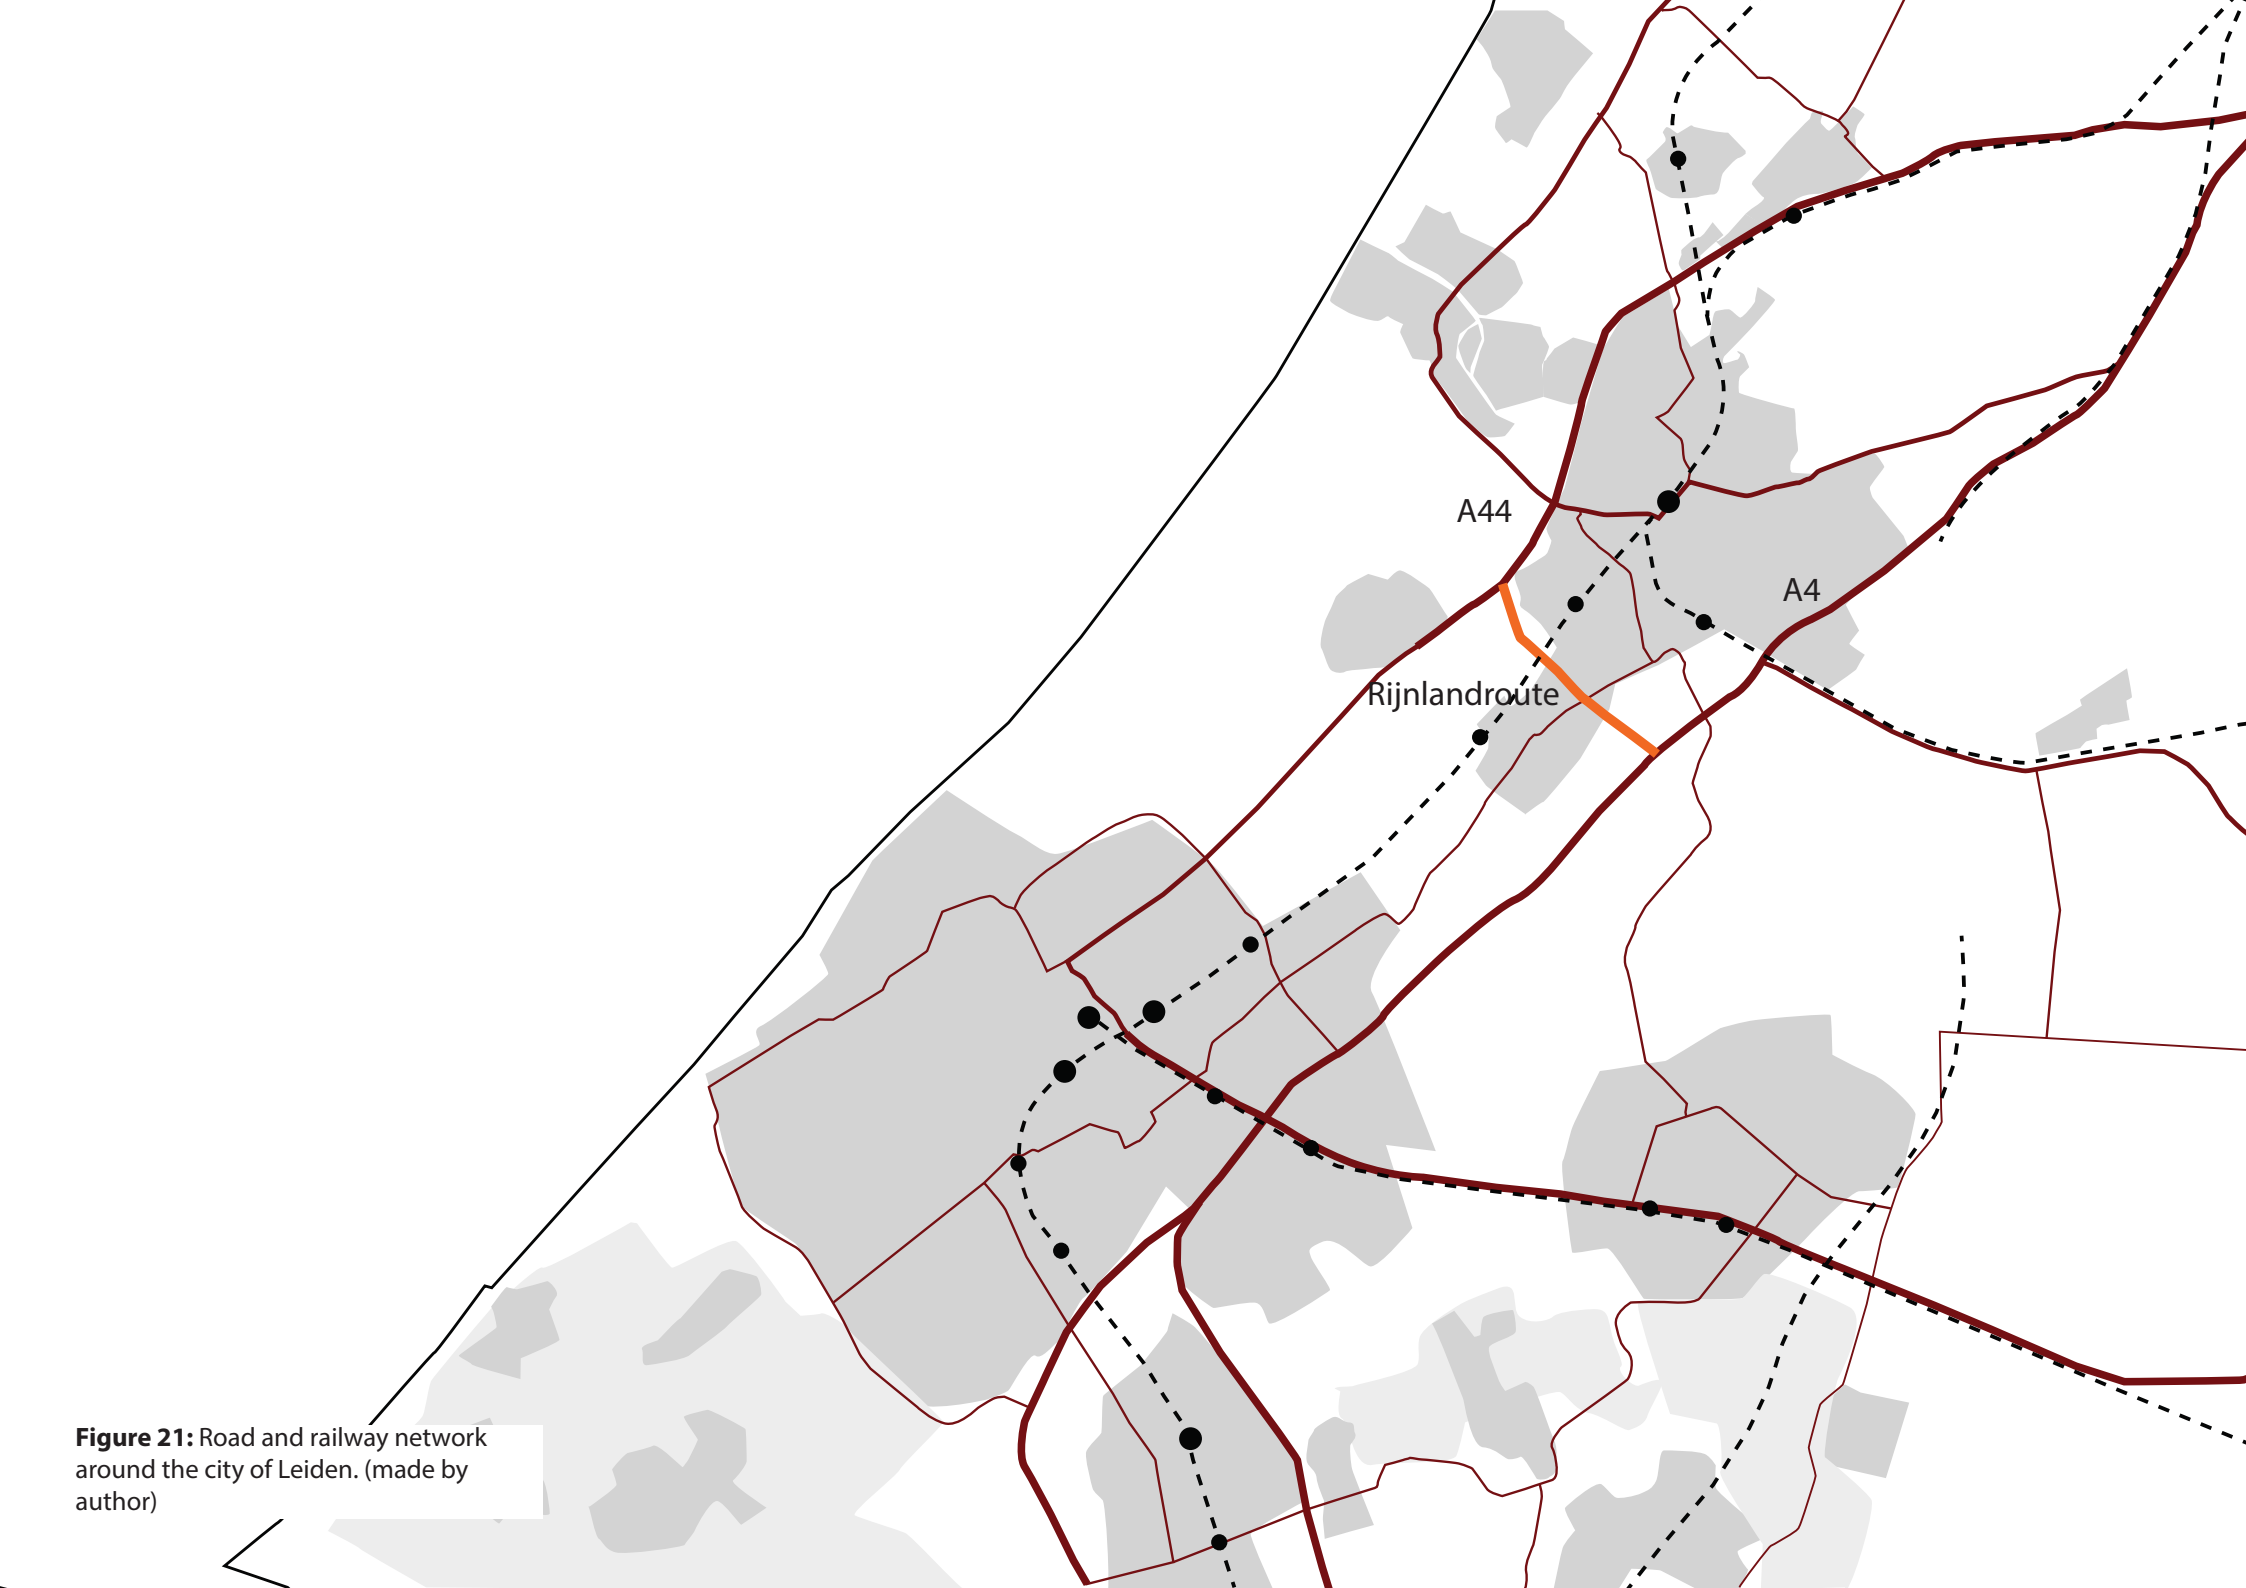 A44
A4
Rijnlandroute
Figure 21: Road and railway network
around the city of Leiden. (made by
author)